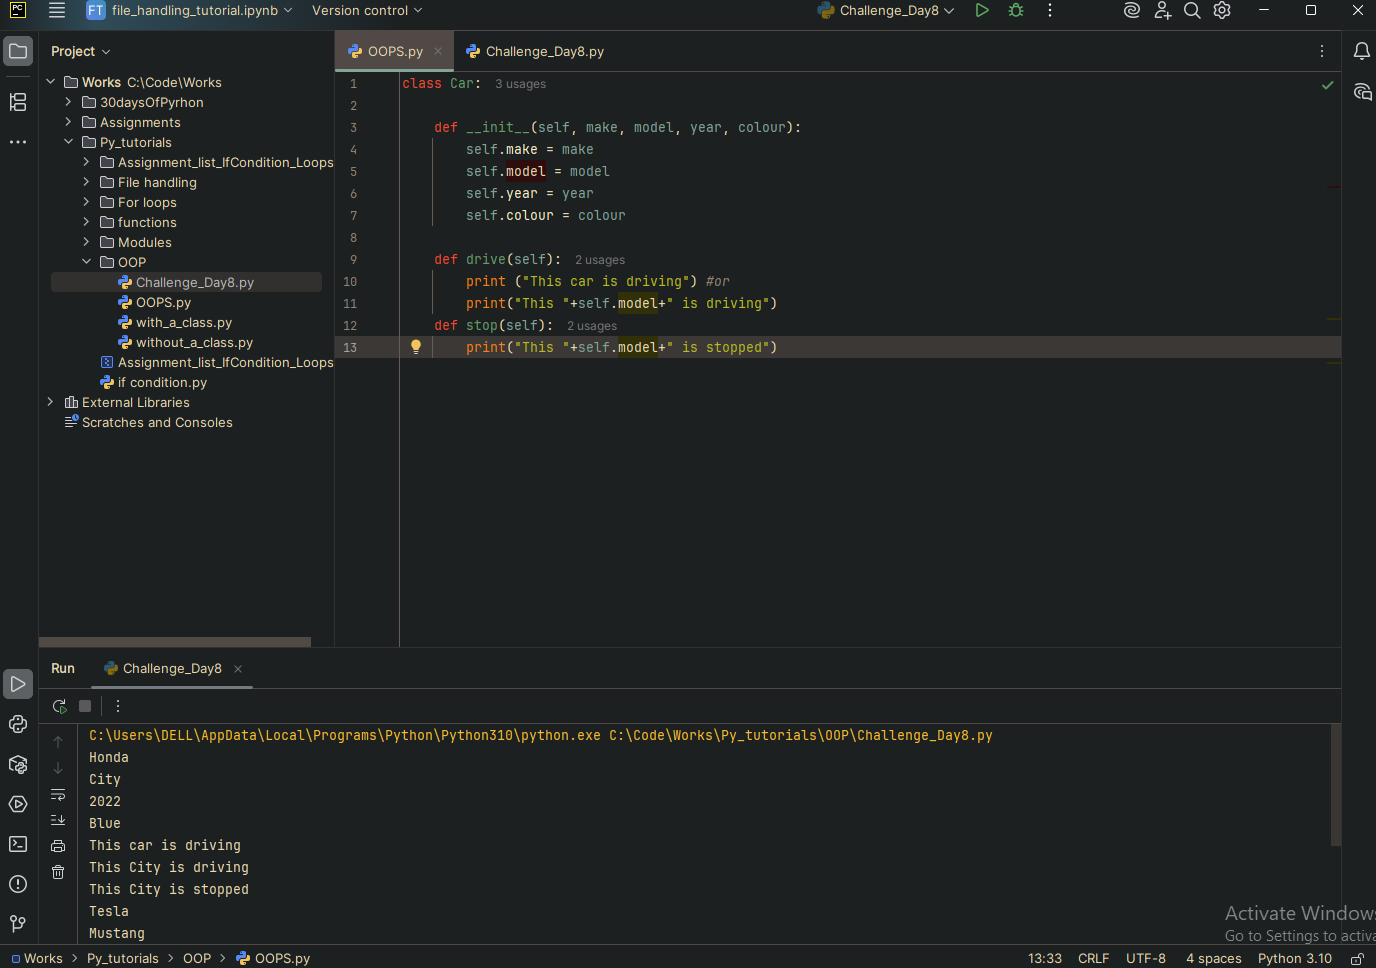 PC FT file_handling_tutorial.ipynb Version control Challenge_Day8
Project
OOPS.py Challenge_Day8.py
Works C:\Code\Works
30daysOfPyrhon
Assignments
Py_tutorials
Assignment_list_IfCondition_Loops
File handling
For loops
functions
Modules
OOP
Challenge_Day8.py
OOPS.py
with_a_class.py
without_a_class.py
Assignment_list_IfCondition_Loops
if condition.py
External Libraries
Scratches and Consoles
1 class Car: 3 usages
2
3 def __init__(self, make, model, year, colour):
4 self.make = make
5 self.model = model
6 self.year = year
7 self.colour = colour
8
9 def drive(self): 2 usages
10 print ("This car is driving") #or
11 print("This "+self.model+" is driving")
12 def stop(self): 2 usages
13 print("This "+self.model+" is stopped")
Run Challenge_Day8
C:\Users\DELL\AppData\Local\Programs\Python\Python310\python.exe C:\Code\Works\Py_tutorials\OOP\Challenge_Day8.py
Honda
City
2022
Blue
This car is driving
This City is driving
This City is stopped
Tesla
Mustang
Activate Windows
Go to Settings to activa
Works > Py_tutorials > OOP > OOPS.py 13:33 CRLF UTF-8 4 spaces Python 3.10